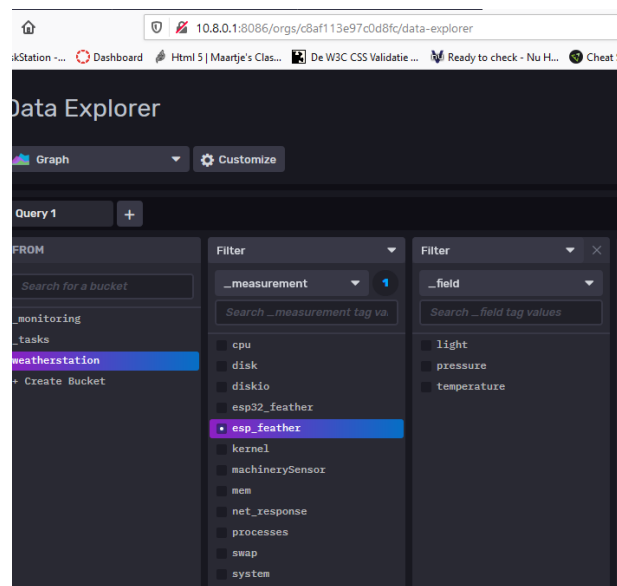 10.8.0.1:8086/orgs/c8af113e97c0d8fc/data-explorer
kStation -... Dashboard Html 5 | Maartje's Clas... De W3C CSS Validatie ... Ready to check - Nu H... Cheat
Data Explorer
Graph Customize
Query 1 +
FROM
Search for a bucket
_monitoring
_tasks
weatherstation
+ Create Bucket
Filter
_measurement 1
Search _measurement tag va
cpu
disk
diskio
esp32_feather
esp_feather
kernel
machinerySensor
mem
net_response
processes
swap
system
Filter
_field
Search _field tag values
light
pressure
temperature